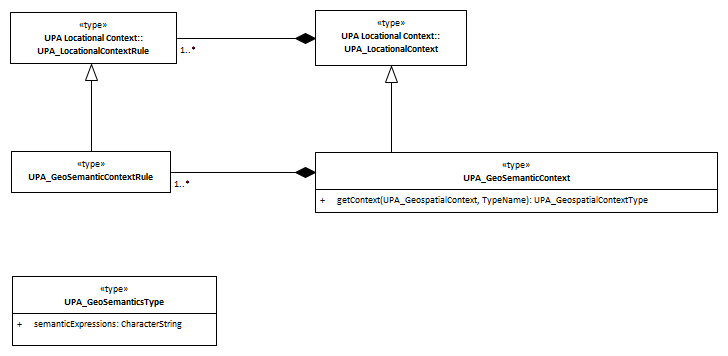 «type»
UPA Locational Context::
UPA_LocationalContextRule
1..*
«type»
UPA Locational Context::
UPA_LocationalContext
«type»
UPA_GeoSemanticContextRule
1..*
«type»
UPA_GeoSemanticContext
+ getContext(UPA_GeospatialContext, TypeName): UPA_GeospatialContextType
«type»
UPA_GeoSemanticsType
+ semanticExpressions: CharacterString